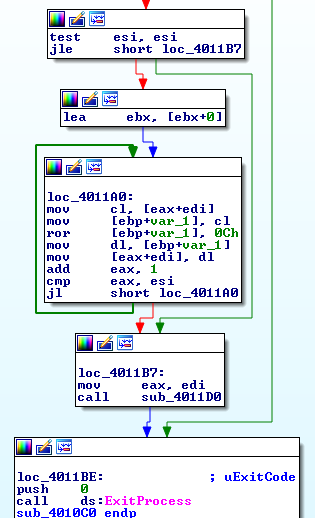 test    esi, esi
jle     short loc_4011B7
lea     ebx, [ebx+0]
loc_4011A0:
mov     cl, [eax+edi]
mov     [ebp+var_1], cl
ror     [ebp+var_1], 0Ch
mov     dl, [ebp+var_1]
mov     [eax+edi], dl
add     eax, 1
cmp     eax, esi
jl      short loc_4011A0
loc_4011B7:
mov     eax, edi
call    sub_4011D0
loc_4011BE:             ; uExitCode
push    0
call    ds:ExitProcess
sub_4010C0 endp